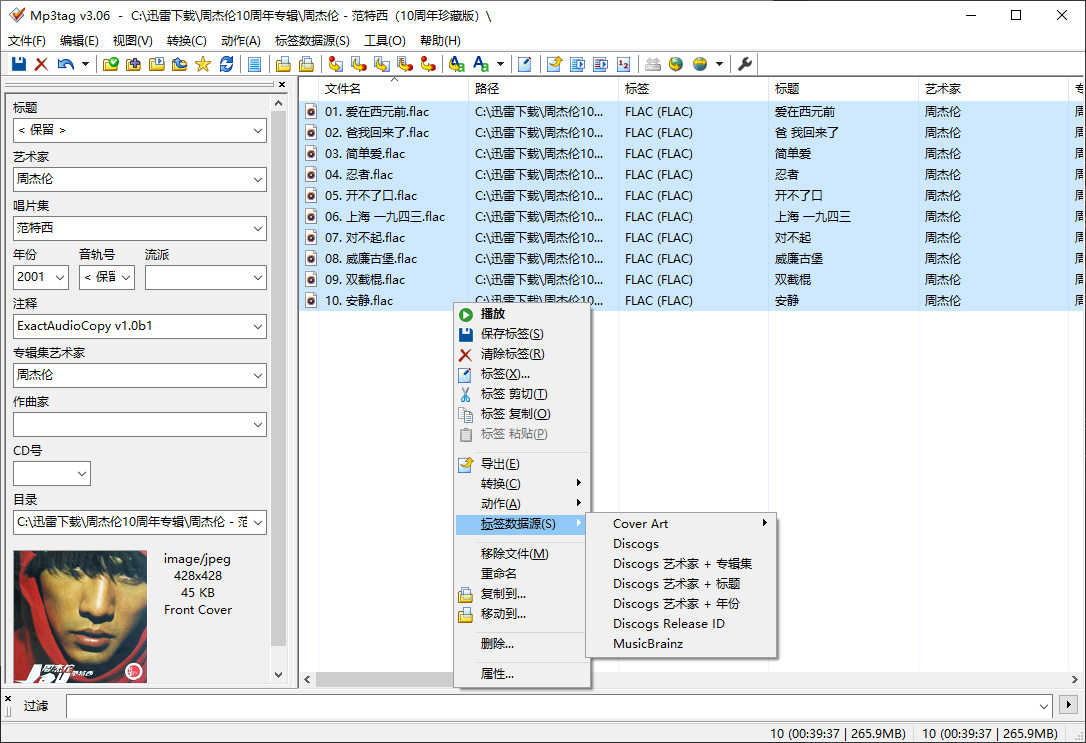 Mp3tag v3.06 - C:\迅雷下载\周杰伦10周年专辑\周杰伦 - 范特西（10周年珍藏版）\
文件(F) 编辑(E) 视图(V) 转换(C) 动作(A) 标签数据源(S) 工具(O) 帮助(H)
标题
< 保留 >
艺术家
周杰伦
唱片集
范特西
年份 音轨号 流派
2001 < 保留
注释
ExactAudioCopy v1.0b1
专辑集艺术家
周杰伦
作曲家
CD号
目录
C:\迅雷下载\周杰伦10周年专辑\周杰伦 - 范
image/jpeg
428x428
45 KB
Front Cover
周杰伦
范特西
Jay
文件名 路径 标签 标题 艺术家
01. 爱在西元前.flac C:\迅雷下载\周杰伦10... FLAC (FLAC) 爱在西元前 周杰伦
02. 爸我回来了.flac C:\迅雷下载\周杰伦10... FLAC (FLAC) 爸 我回来了 周杰伦
03. 简单爱.flac C:\迅雷下载\周杰伦10... FLAC (FLAC) 简单爱 周杰伦
04. 忍者.flac C:\迅雷下载\周杰伦10... FLAC (FLAC) 忍者 周杰伦
05. 开不了口.flac C:\迅雷下载\周杰伦10... FLAC (FLAC) 开不了口 周杰伦
06. 上海 一九四三.flac C:\迅雷下载\周杰伦10... FLAC (FLAC) 上海 一九四三 周杰伦
07. 对不起.flac C:\迅雷下载\周杰伦10... FLAC (FLAC) 对不起 周杰伦
08. 威廉古堡.flac C:\迅雷下载\周杰伦10... FLAC (FLAC) 威廉古堡 周杰伦
09. 双截棍.flac C:\迅雷下载\周杰伦10... FLAC (FLAC) 双截棍 周杰伦
10. 安静.flac C:\迅雷下载\周杰伦10... FLAC (FLAC) 安静 周杰伦
播放
保存标签(S)
清除标签(R)
标签(X)...
标签 剪切(T)
标签 复制(O)
标签 粘贴(P)
导出(E)
转换(C)
动作(A)
标签数据源(S)
移除文件(M)
重命名
复制到...
移动到...
删除...
属性...
Cover Art
Discogs
Discogs 艺术家 + 专辑集
Discogs 艺术家 + 标题
Discogs 艺术家 + 年份
Discogs Release ID
MusicBrainz
过滤
10 (00:39:37 | 265.9MB) 10 (00:39:37 | 265.9MB)